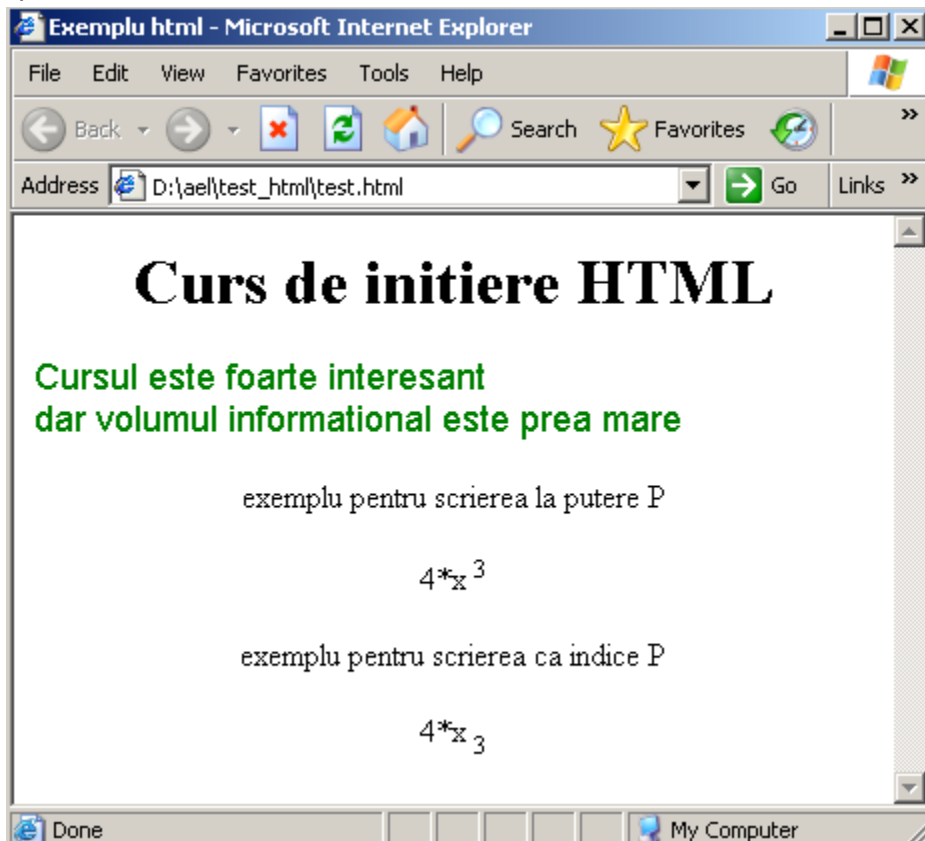 Exemplu html - Microsoft Internet Explorer
File Edit View Favorites Tools Help
Back Search Favorites »
Address D:\ael\test_html\test.html Go Links »
Curs de initiere HTML
Cursul este foarte interesant
dar volumul informational este prea mare
exemplu pentru scrierea la putere P
4*x ³
exemplu pentru scrierea ca indice P
4*x ₃
Done My Computer